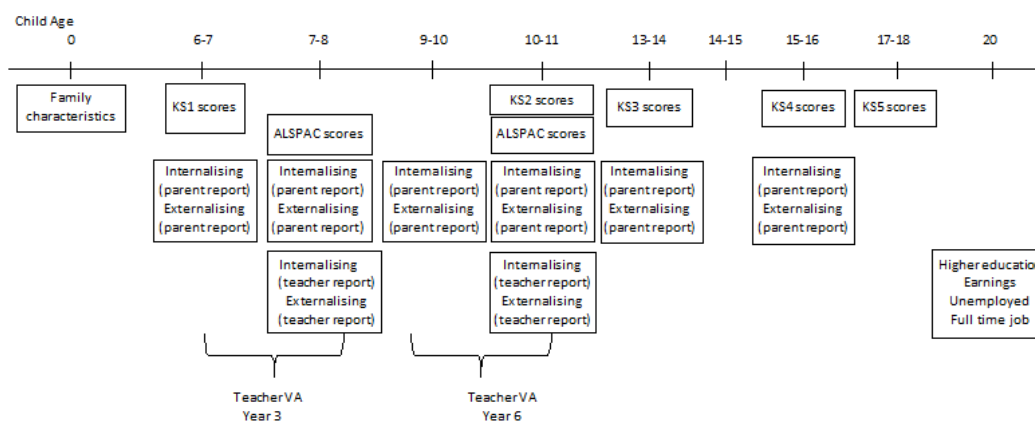 Child Age
0 6-7 7-8 9-10 10-11 13-14 14-15 15-16 17-18 20
Family
characteristics
KS1 scores
KS2 scores
KS3 scores
KS4 scores
KS5 scores
ALSPAC scores
ALSPAC scores
Internalising
(parent report)
Externalising
(parent report)
Internalising
(parent report)
Externalising
(parent report)
Internalising
(parent report)
Externalising
(parent report)
Internalising
(parent report)
Externalising
(parent report)
Internalising
(parent report)
Externalising
(parent report)
Internalising
(parent report)
Externalising
(parent report)
Internalising
(teacher report)
Externalising
(teacher report)
Internalising
(teacher report)
Externalising
(teacher report)
Higher education
Earnings
Unemployed
Full time job
Teacher VA
Year 3
Teacher VA
Year 6